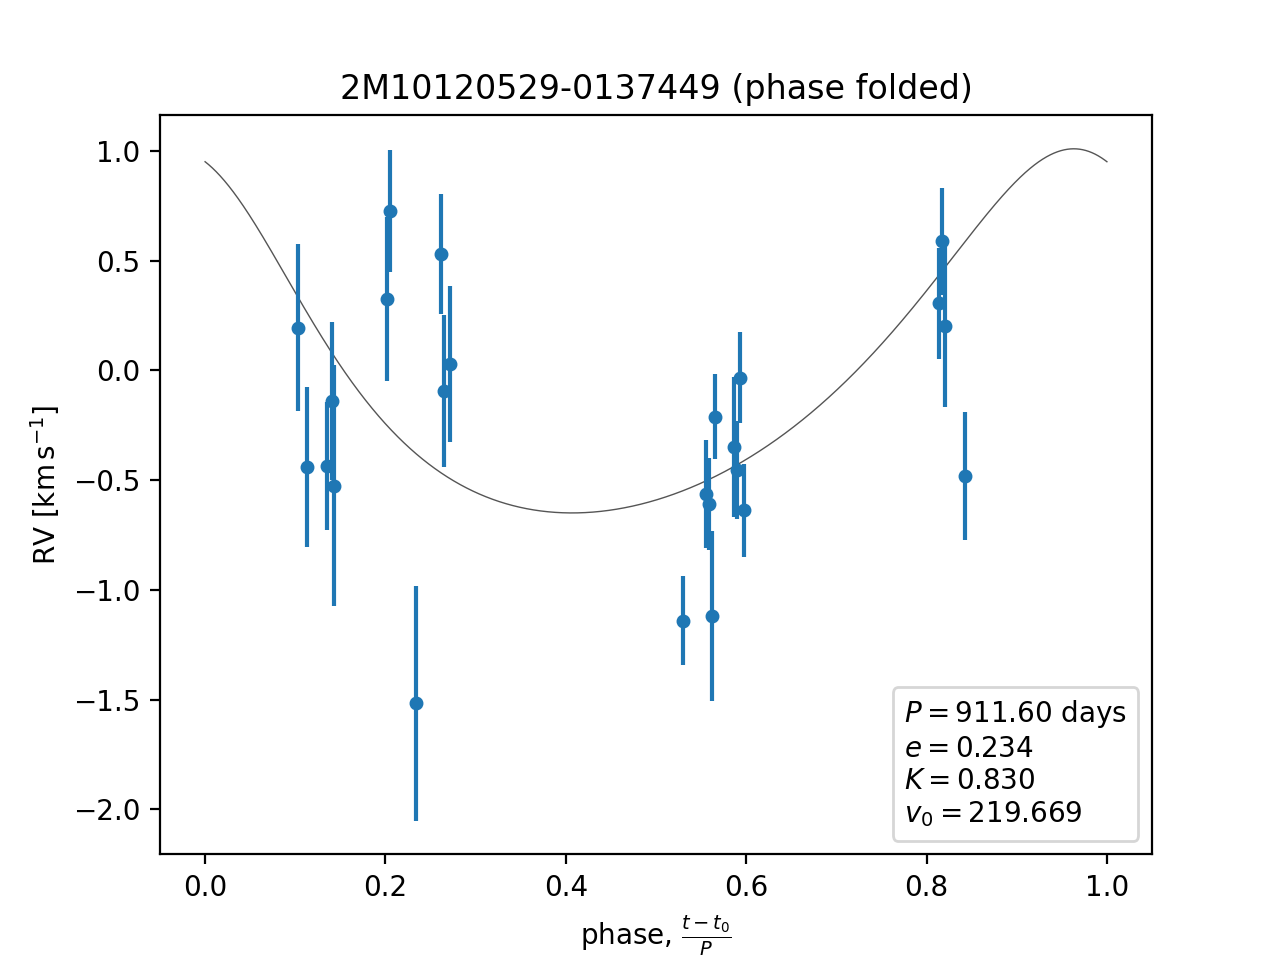 2M10120529-0137449 (phase folded)
1.0
0.5
0.0
−0.5
−1.0
−1.5
−2.0
RV [km s⁻¹]
P = 911.60 days
e = 0.234
K = 0.830
v₀ = 219.669
0.0 0.2 0.4 0.6 0.8 1.0
phase, (t − t₀)/P